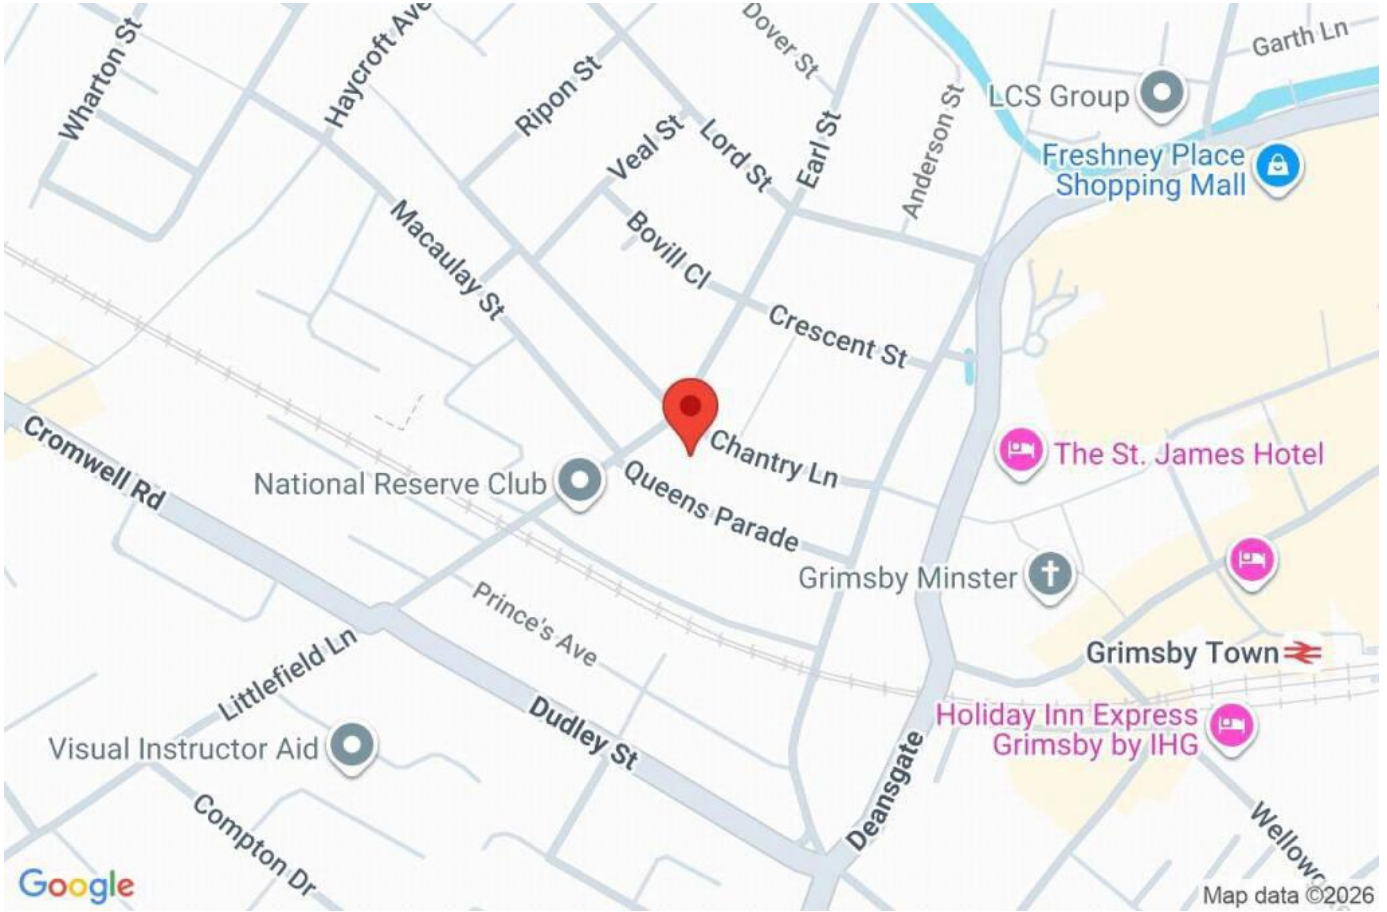 Wharton St
Haycroft Ave
Dover St
Garth Ln
Ripon St
LCS Group
Veal St
Lord St
Earl St
Anderson St
Freshney Place
Shopping Mall
Macaulay St
Bovill Cl
Crescent St
Cromwell Rd
National Reserve Club
Queens Parade
Chantry Ln
The St. James Hotel
Grimsby Minster
Prince's Ave
Littlefield Ln
Grimsby Town
Visual Instructor Aid
Dudley St
Deansgate
Holiday Inn Express
Grimsby by IHG
Compton Dr
Google
Map data ©2026